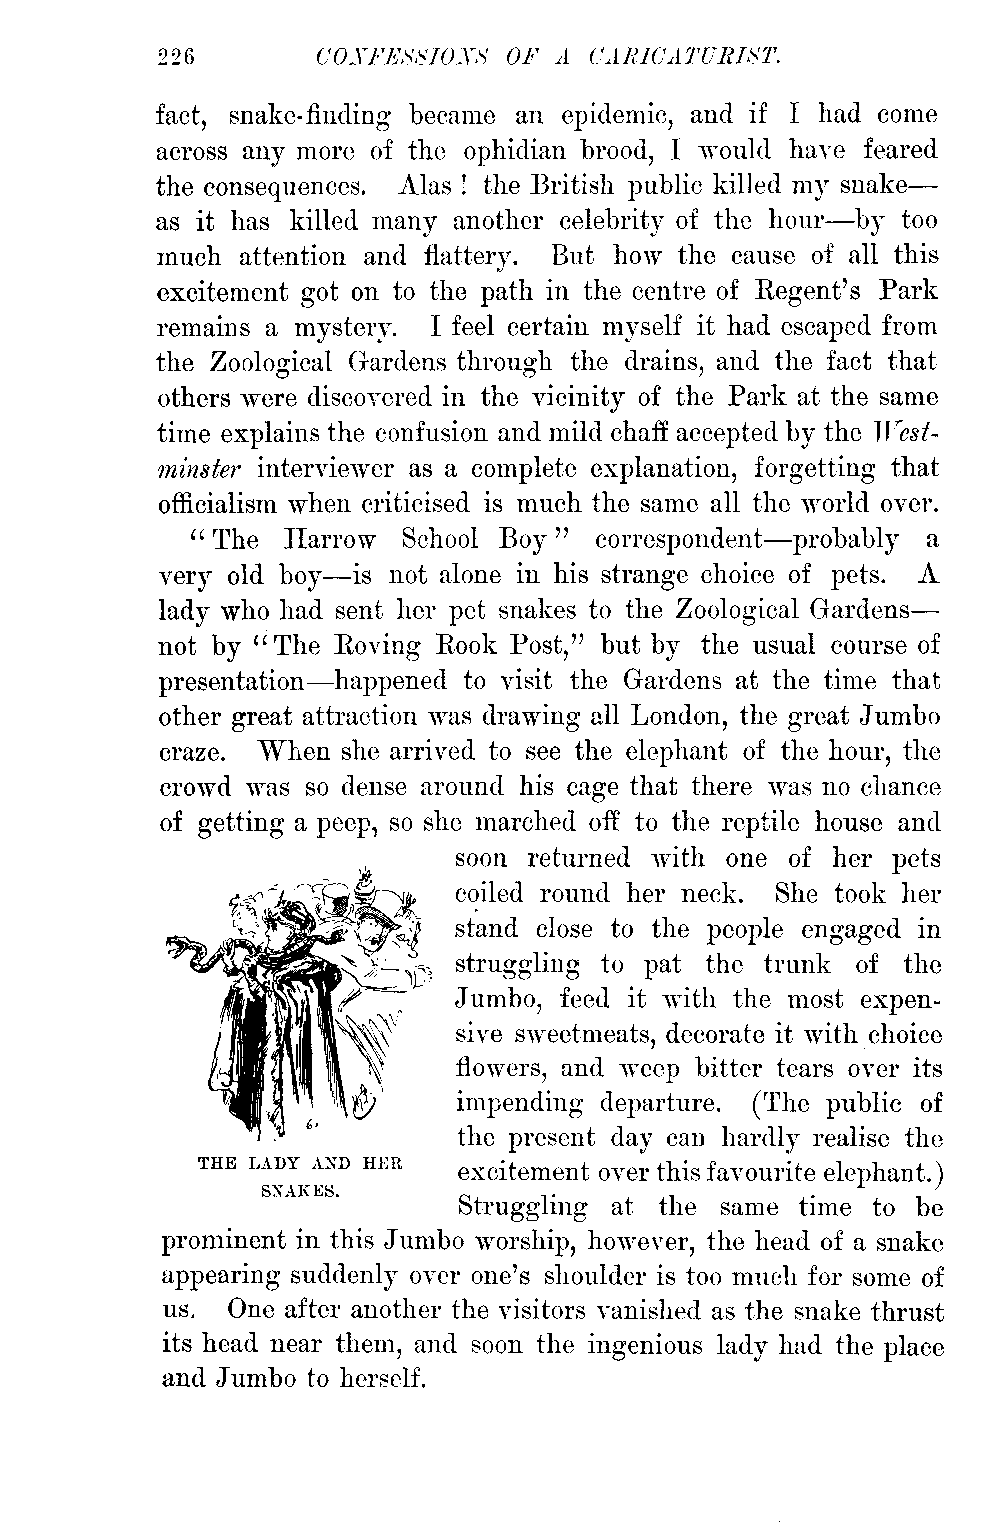 226 CONFESSIONS OF A CARICATURIST.
fact, snake-finding became an epidemic, and if I had come
across any more of the ophidian brood, I would have feared
the consequences. Alas! the British public killed my snake—
as it has killed many another celebrity of the hour—by too
much attention and flattery. But how the cause of all this
excitement got on to the path in the centre of Regent's Park
remains a mystery. I feel certain myself it had escaped from
the Zoological Gardens through the drains, and the fact that
others were discovered in the vicinity of the Park at the same
time explains the confusion and mild chaff accepted by the West-
minster interviewer as a complete explanation, forgetting that
officialism when criticised is much the same all the world over.
"The Harrow School Boy" correspondent—probably a
very old boy—is not alone in his strange choice of pets. A
lady who had sent her pet snakes to the Zoological Gardens—
not by "The Roving Rook Post," but by the usual course of
presentation—happened to visit the Gardens at the time that
other great attraction was drawing all London, the great Jumbo
craze. When she arrived to see the elephant of the hour, the
crowd was so dense around his cage that there was no chance
of getting a peep, so she marched off to the reptile house and
soon returned with one of her pets
coiled round her neck. She took her
stand close to the people engaged in
struggling to pat the trunk of the
Jumbo, feed it with the most expen-
sive sweetmeats, decorate it with choice
flowers, and weep bitter tears over its
impending departure. (The public of
the present day can hardly realise the
excitement over this favourite elephant.)
Struggling at the same time to be
THE LADY AND HER
SNAKES.
prominent in this Jumbo worship, however, the head of a snake
appearing suddenly over one's shoulder is too much for some of
us. One after another the visitors vanished as the snake thrust
its head near them, and soon the ingenious lady had the place
and Jumbo to herself.